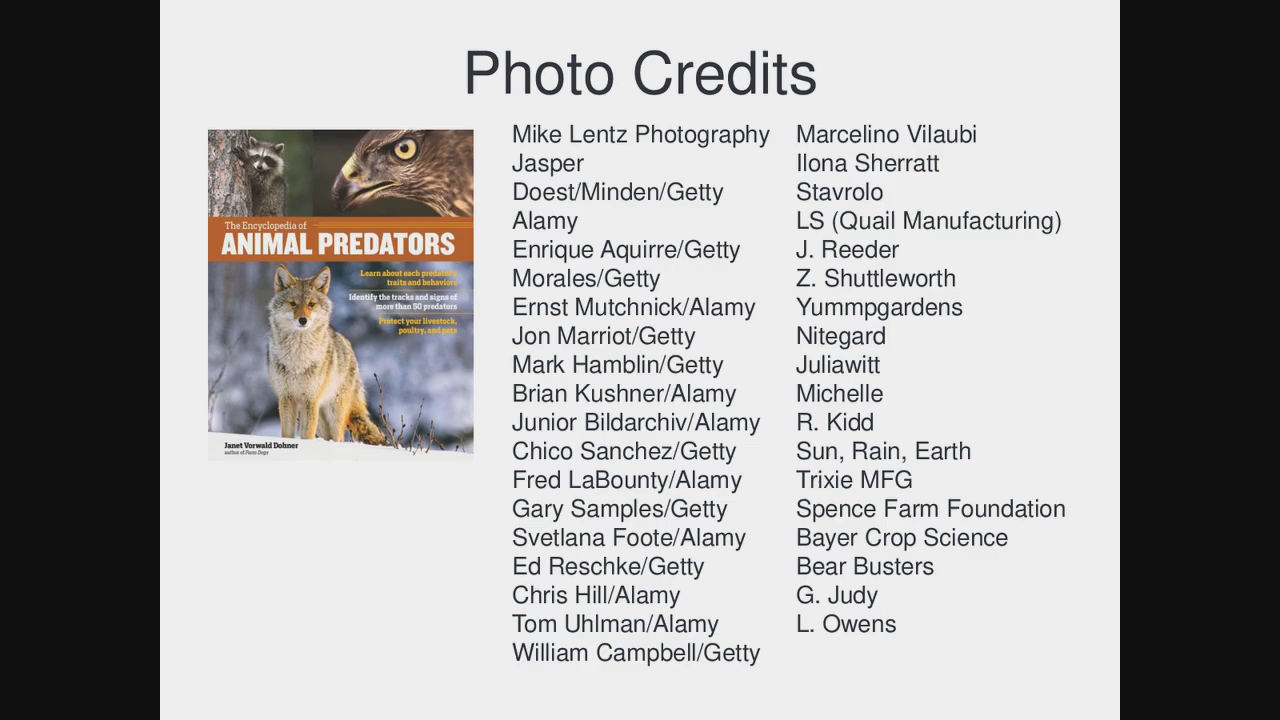 Photo Credits
The Encyclopedia of
ANIMAL PREDATORS
Learn about each predator's
traits and behaviors
Identify the tracks and signs of
more than 50 predators
Protect your livestock,
poultry, and pets
Janet Vorwald Dohner
author of Farm Dogs
Mike Lentz Photography
Jasper
Doest/Minden/Getty
Alamy
Enrique Aquirre/Getty
Morales/Getty
Ernst Mutchnick/Alamy
Jon Marriot/Getty
Mark Hamblin/Getty
Brian Kushner/Alamy
Junior Bildarchiv/Alamy
Chico Sanchez/Getty
Fred LaBounty/Alamy
Gary Samples/Getty
Svetlana Foote/Alamy
Ed Reschke/Getty
Chris Hill/Alamy
Tom Uhlman/Alamy
William Campbell/Getty
Marcelino Vilaubi
Ilona Sherratt
Stavrolo
LS (Quail Manufacturing)
J. Reeder
Z. Shuttleworth
Yummpgardens
Nitegard
Juliawitt
Michelle
R. Kidd
Sun, Rain, Earth
Trixie MFG
Spence Farm Foundation
Bayer Crop Science
Bear Busters
G. Judy
L. Owens